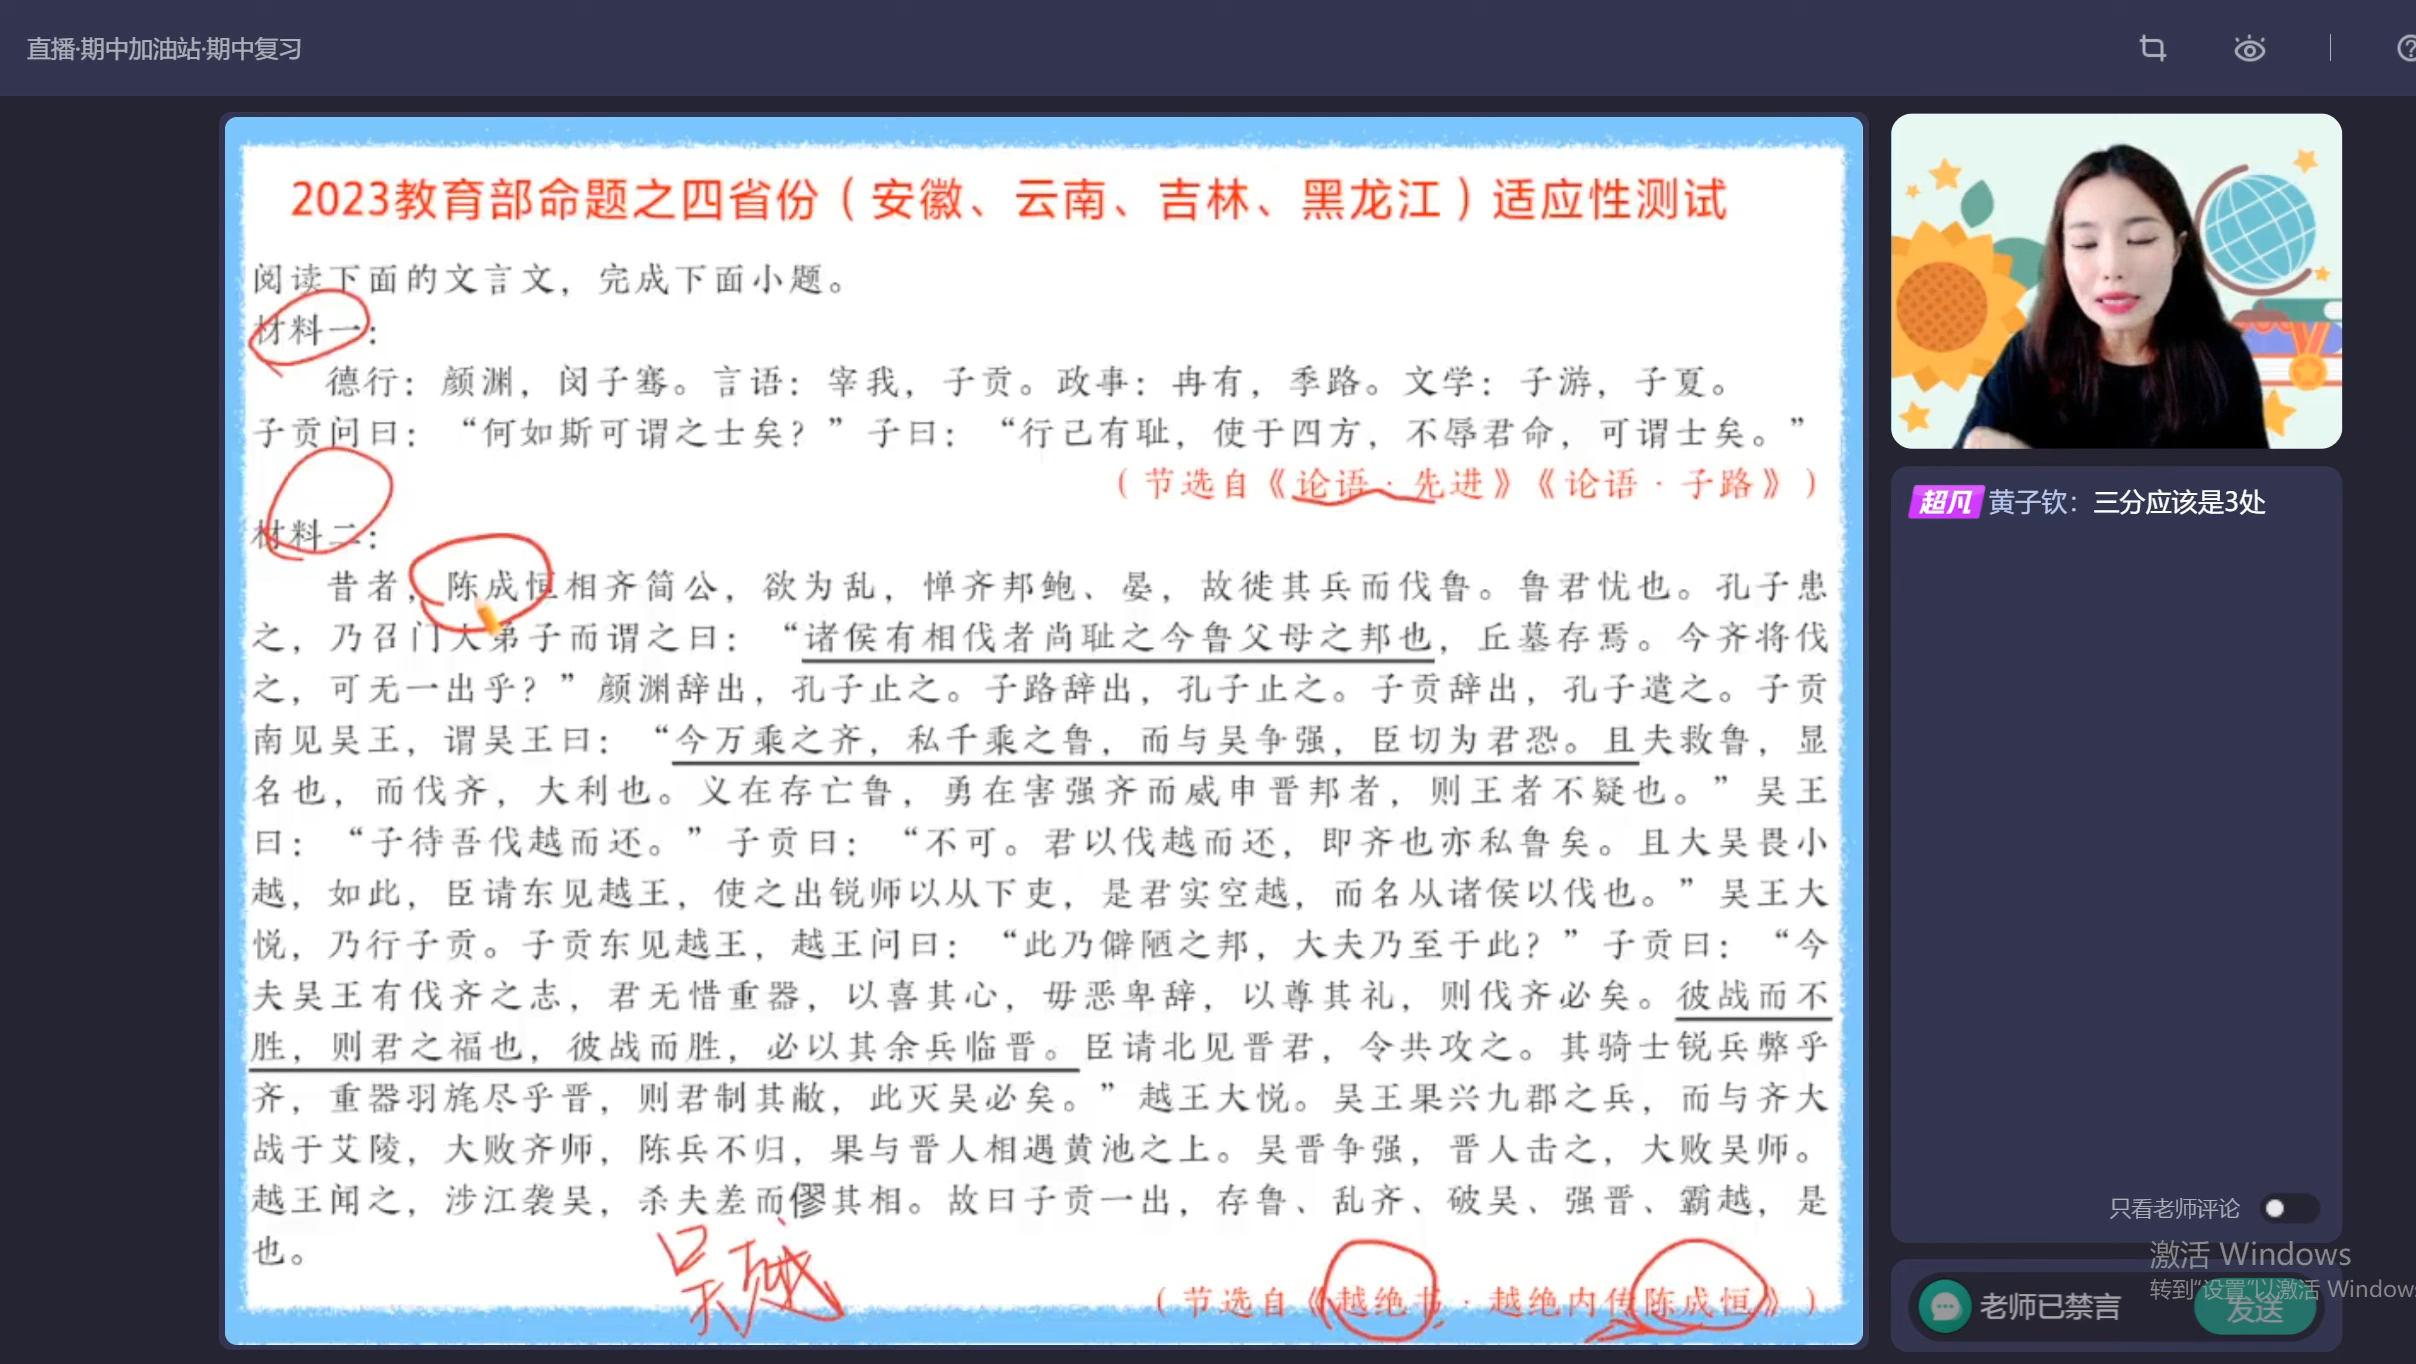 直播·期中加油站·期中复习
2023教育部命题之四省份（安徽、云南、吉林、黑龙江）适应性测试
阅读下面的文言文，完成下面小题。
材料一：
德行：颜渊，闵子骞。言语：宰我，子贡。政事：冉有，季路。文学：子游，子夏。
子贡问曰：“何如斯可谓之士矣？”子曰：“行己有耻，使于四方，不辱君命，可谓士矣。”
（节选自《论语·先进》《论语·子路》）
材料二：
昔者，陈成恒相齐简公，欲为乱，惮齐邦鲍、晏，故徙其兵而伐鲁。鲁君忧也。孔子患
之，乃召门人弟子而谓之曰：“诸侯有相伐者尚耻之今鲁父母之邦也，丘墓存焉。今齐将伐
之，可无一出乎？”颜渊辞出，孔子止之。子路辞出，孔子止之。子贡辞出，孔子遣之。子贡
南见吴王，谓吴王曰：“今万乘之齐，私千乘之鲁，而与吴争强，臣切为君恐。且夫救鲁，显
名也，而伐齐，大利也。义在存亡鲁，勇在害强齐而威申晋邦者，则王者不疑也。”吴王
曰：“子待吾伐越而还。”子贡曰：“不可。君以伐越而还，即齐也亦私鲁矣。且大吴畏小
越，如此，臣请东见越王，使之出锐师以从下吏，是君实空越，而名从诸侯以伐也。”吴王大
悦，乃行子贡。子贡东见越王，越王问曰：“此乃僻陋之邦，大夫乃至于此？”子贡曰：“今
夫吴王有伐齐之志，君无惜重器，以喜其心，毋恶卑辞，以尊其礼，则伐齐必矣。彼战而不
胜，则君之福也，彼战而胜，必以其余兵临晋。臣请北见晋君，令共攻之。其骑士锐兵弊乎
齐，重器羽旄尽乎晋，则君制其敝，此灭吴必矣。”越王大悦。吴王果兴九郡之兵，而与齐大
战于艾陵，大败齐师，陈兵不归，果与晋人相遇黄池之上。吴晋争强，晋人击之，大败吴师。
越王闻之，涉江袭吴，杀夫差而僇其相。故曰子贡一出，存鲁、乱齐、破吴、强晋、霸越，是
也。
吴越
（节选自《越绝书·越绝内传陈成恒》）
超凡 黄子钦：三分应该是3处
只看老师评论
激活 Windows
转到“设置”以激活 Windows
老师已禁言
发送